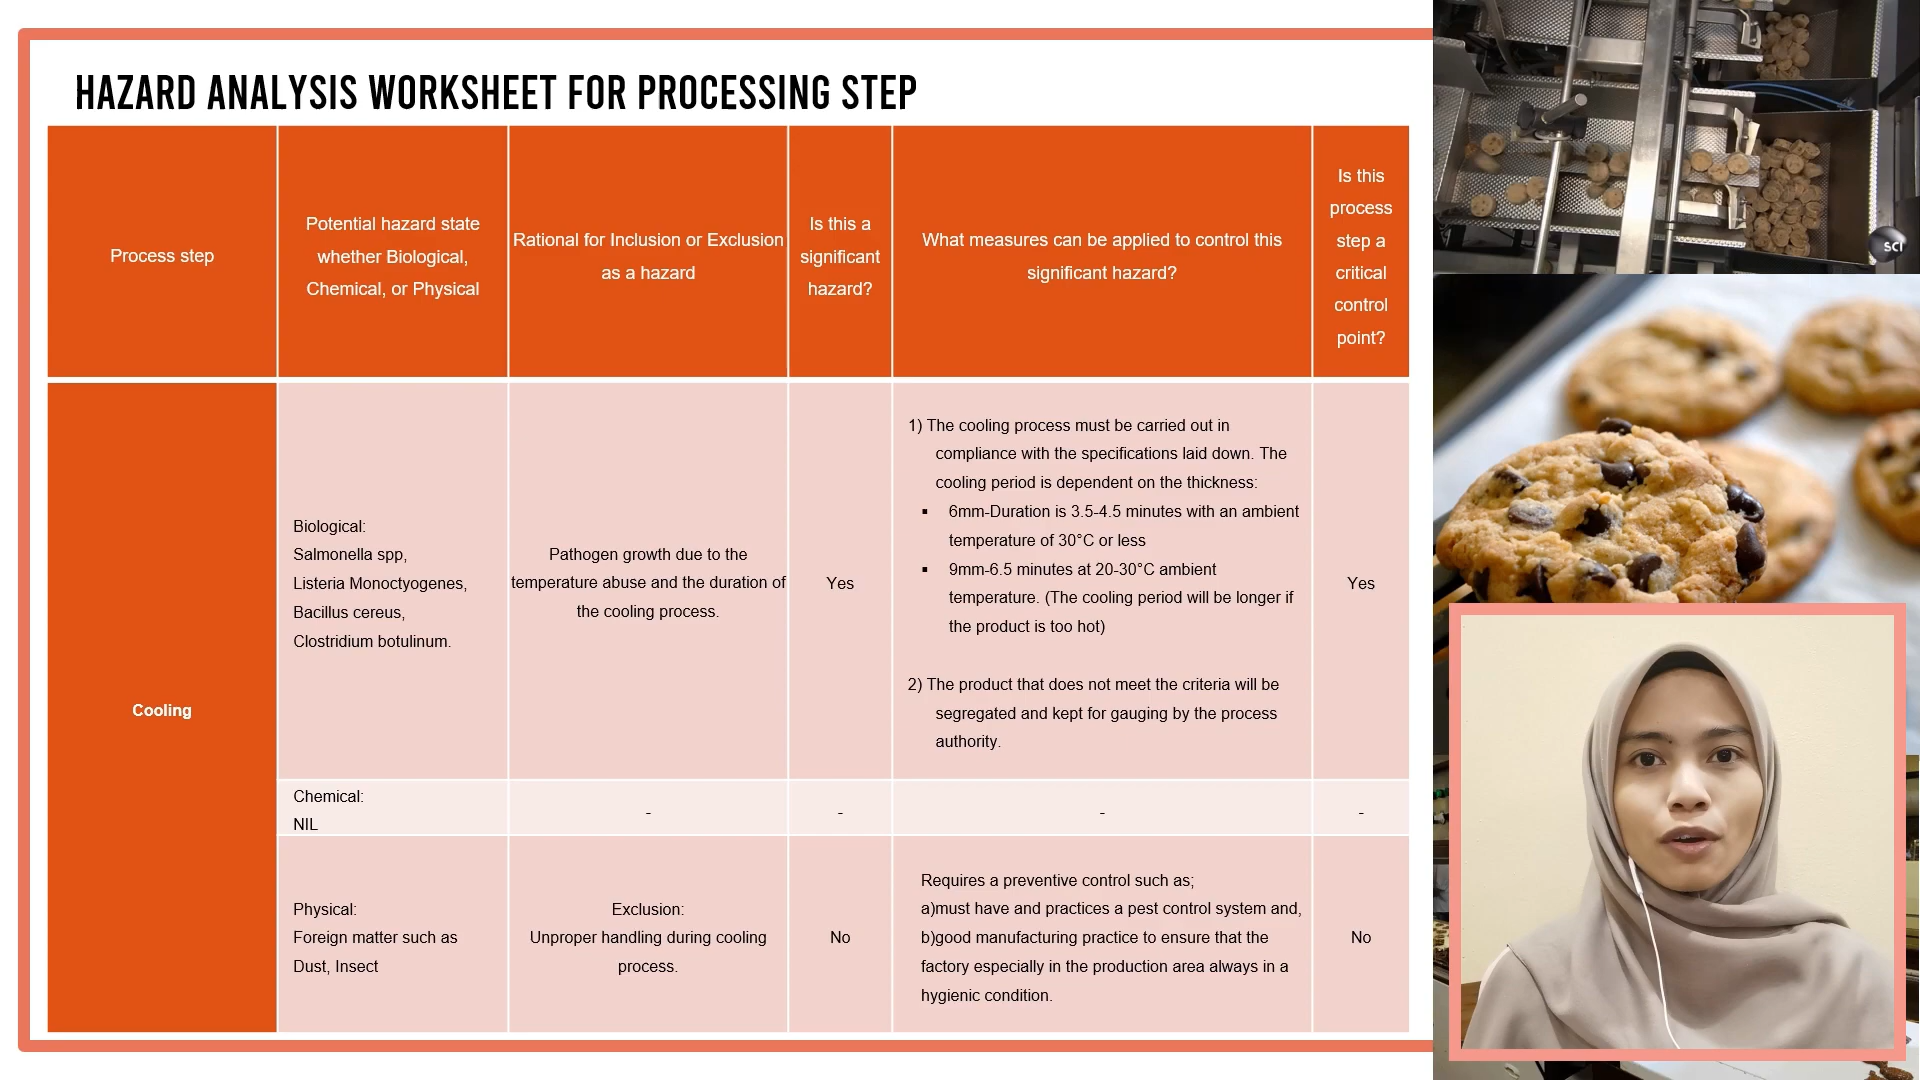 HAZARD ANALYSIS WORKSHEET FOR PROCESSING STEP
Process step
Potential hazard state
whether Biological,
Chemical, or Physical
Rational for Inclusion or Exclusion
as a hazard
Is this a
significant
hazard?
What measures can be applied to control this
significant hazard?
Is this
process
step a
critical
control
point?
Cooling
Biological:
Salmonella spp,
Listeria Monoctyogenes,
Bacillus cereus,
Clostridium botulinum.
Pathogen growth due to the
temperature abuse and the duration of
the cooling process.
Yes
1) The cooling process must be carried out in
compliance with the specifications laid down. The
cooling period is dependent on the thickness:
▪ 6mm-Duration is 3.5-4.5 minutes with an ambient
temperature of 30°C or less
▪ 9mm-6.5 minutes at 20-30°C ambient
temperature. (The cooling period will be longer if
the product is too hot)
2) The product that does not meet the criteria will be
segregated and kept for gauging by the process
authority.
Yes
Chemical:
NIL
-
-
-
-
Physical:
Foreign matter such as
Dust, Insect
Exclusion:
Unproper handling during cooling
process.
No
Requires a preventive control such as;
a)must have and practices a pest control system and,
b)good manufacturing practice to ensure that the
factory especially in the production area always in a
hygienic condition.
No
SCI